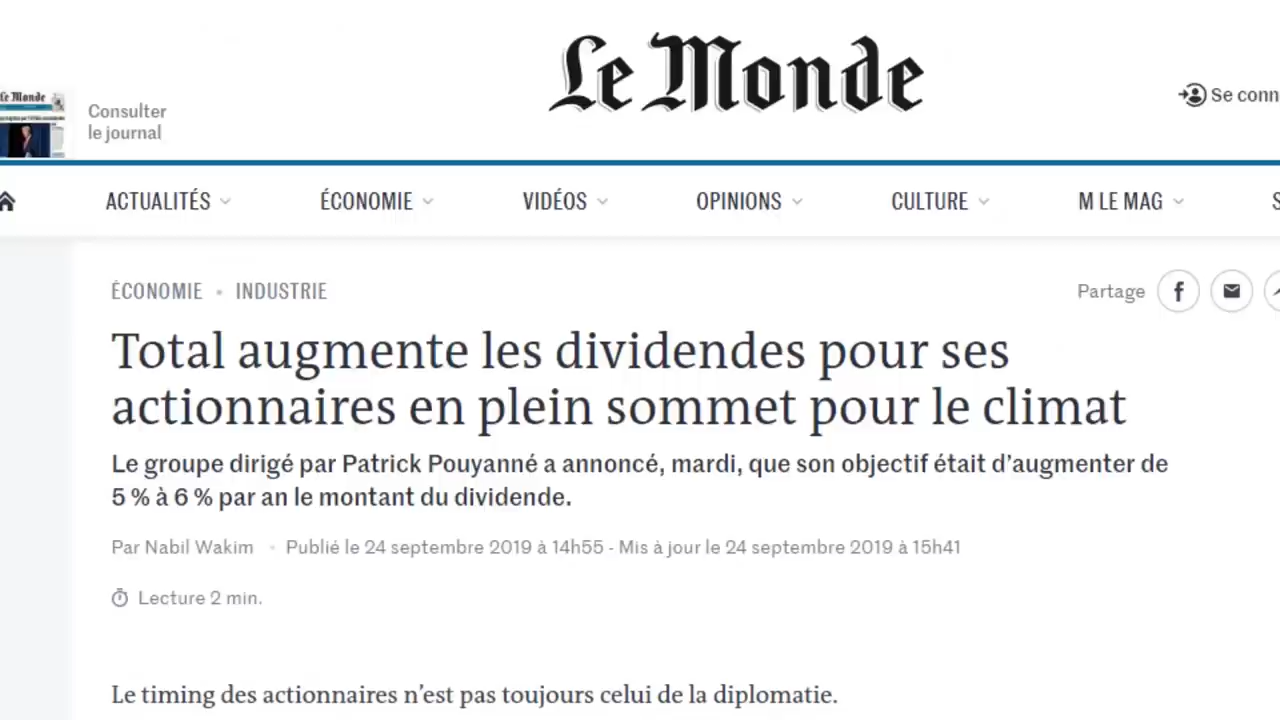 Le Monde
Le Monde
Consulter
le journal
Se conn
ACTUALITÉS
ÉCONOMIE
VIDÉOS
OPINIONS
CULTURE
M LE MAG
S
ÉCONOMIE • INDUSTRIE
Partage
Total augmente les dividendes pour ses
actionnaires en plein sommet pour le climat
Le groupe dirigé par Patrick Pouyanné a annoncé, mardi, que son objectif était d’augmenter de
5 % à 6 % par an le montant du dividende.
Par Nabil Wakim • Publié le 24 septembre 2019 à 14h55 - Mis à jour le 24 septembre 2019 à 15h41
Lecture 2 min.
Le timing des actionnaires n’est pas toujours celui de la diplomatie.